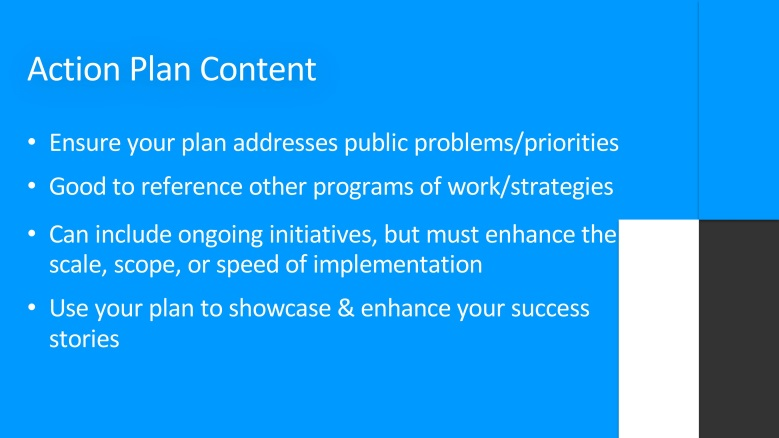 Action Plan Content
• Ensure your plan addresses public problems/priorities
• Good to reference other programs of work/strategies
• Can include ongoing initiatives, but must enhance the
scale, scope, or speed of implementation
• Use your plan to showcase & enhance your success
stories